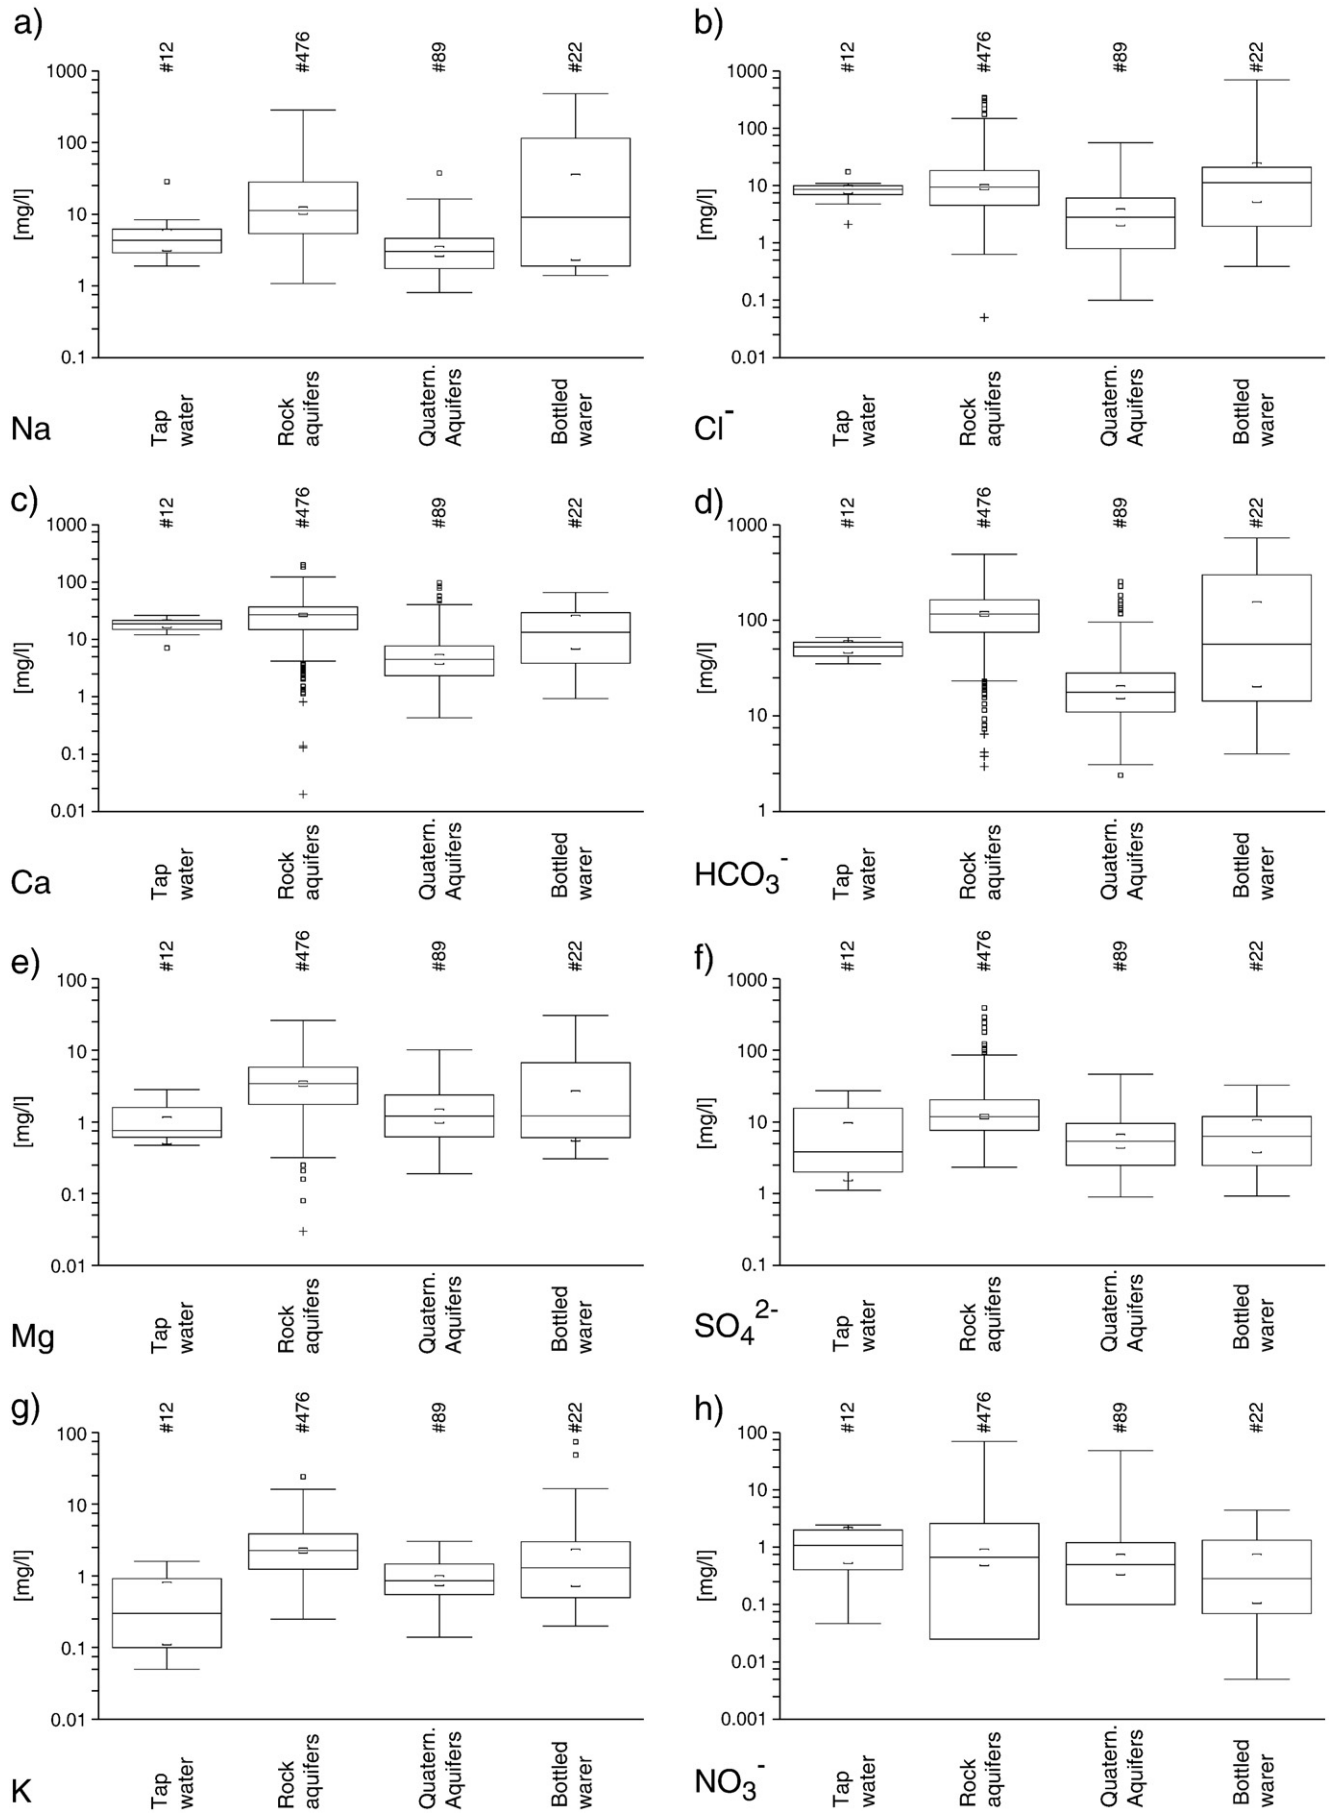 a)
#12
#476
#89
#22
1000
100
10
1
0.1
[mg/l]
Tap
water
Rock
aquifers
Quatern.
Aquifers
Bottled
warer
Na
b)
#12
#476
#89
#22
1000
100
10
1
0.1
0.01
[mg/l]
Tap
water
Rock
aquifers
Quatern.
Aquifers
Bottled
warer
Cl-
c)
#12
#476
#89
#22
1000
100
10
1
0.1
0.01
[mg/l]
Tap
water
Rock
aquifers
Quatern.
Aquifers
Bottled
warer
Ca
d)
#12
#476
#89
#22
1000
100
10
1
[mg/l]
Tap
water
Rock
aquifers
Quatern.
Aquifers
Bottled
warer
HCO3-
e)
#12
#476
#89
#22
100
10
1
0.1
0.01
[mg/l]
Tap
water
Rock
aquifers
Quatern.
Aquifers
Bottled
warer
Mg
f)
#12
#476
#89
#22
1000
100
10
1
0.1
[mg/l]
Tap
water
Rock
aquifers
Quatern.
Aquifers
Bottled
warer
SO42-
g)
#12
#476
#89
#22
100
10
1
0.1
0.01
[mg/l]
Tap
water
Rock
aquifers
Quatern.
Aquifers
Bottled
warer
K
h)
#12
#476
#89
#22
100
10
1
0.1
0.01
0.001
[mg/l]
Tap
water
Rock
aquifers
Quatern.
Aquifers
Bottled
warer
NO3-